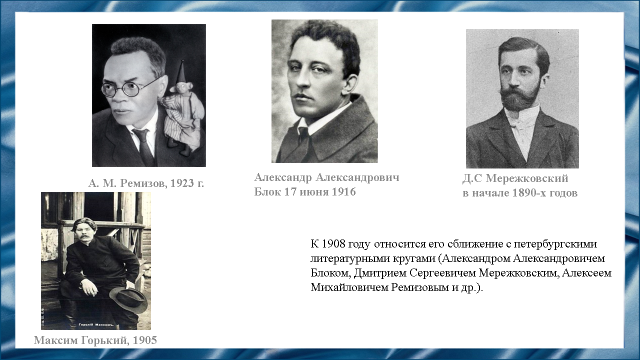 А. М. Ремизов, 1923 г.
Александр Александрович
Блок 17 июня 1916
Д.С Мережковский
в начале 1890-х годов
К 1908 году относится его сближение с петербургскими
литературными кругами (Александром Александровичем
Блоком, Дмитрием Сергеевичем Мережковским, Алексеем
Михайловичем Ремизовым и др.).
Максим Горький, 1905